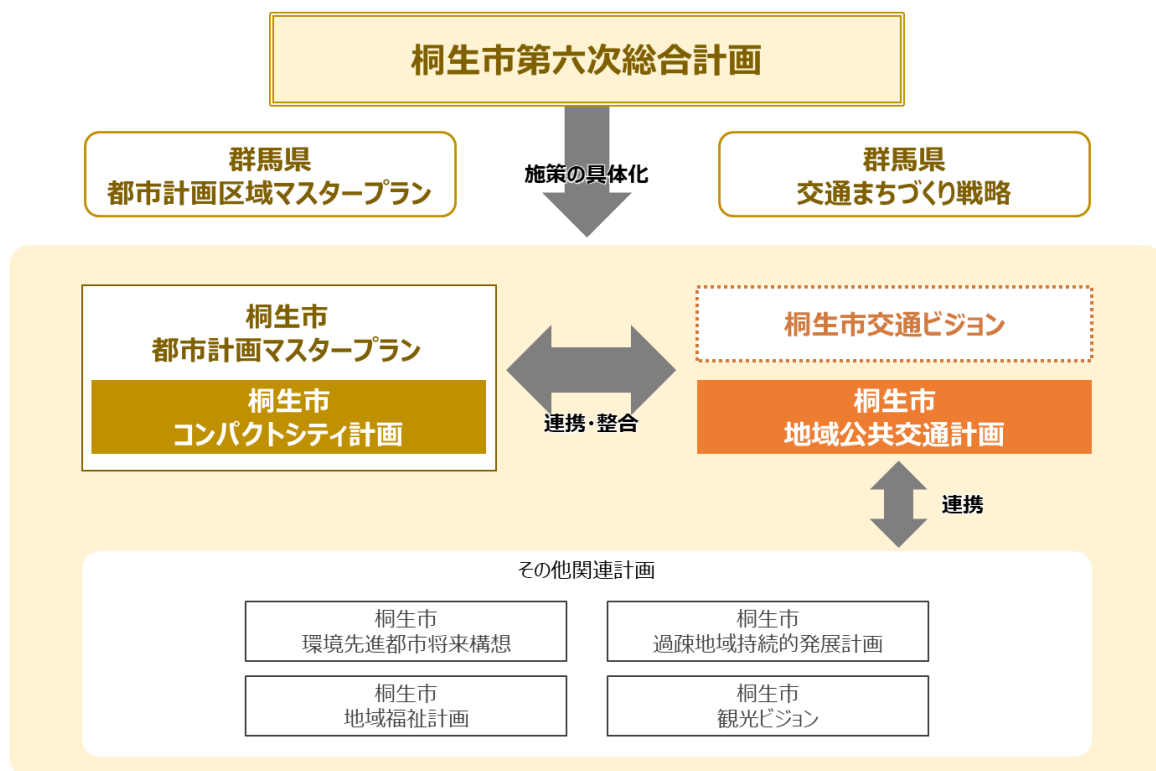 桐生市第六次総合計画
群馬県
都市計画区域マスタープラン
施策の具体化
群馬県
交通まちづくり戦略
桐生市
都市計画マスタープラン
桐生市
コンパクトシティ計画
連携・整合
桐生市交通ビジョン
桐生市
地域公共交通計画
連携
その他関連計画
桐生市
環境先進都市将来構想
桐生市
過疎地域持続的発展計画
桐生市
地域福祉計画
桐生市
観光ビジョン